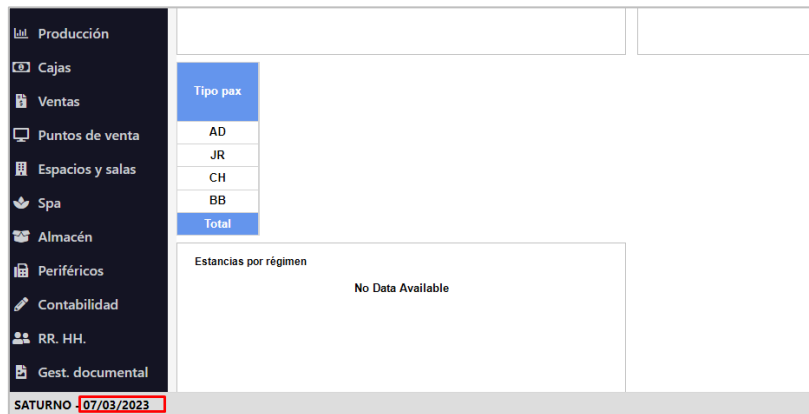 Producción
Cajas
Ventas
Puntos de venta
Espacios y salas
Spa
Almacén
Periféricos
Contabilidad
RR. HH.
Gest. documental
Tipo pax
AD
JR
CH
BB
Total
Estancias por régimen
No Data Available
SATURNO - 07/03/2023